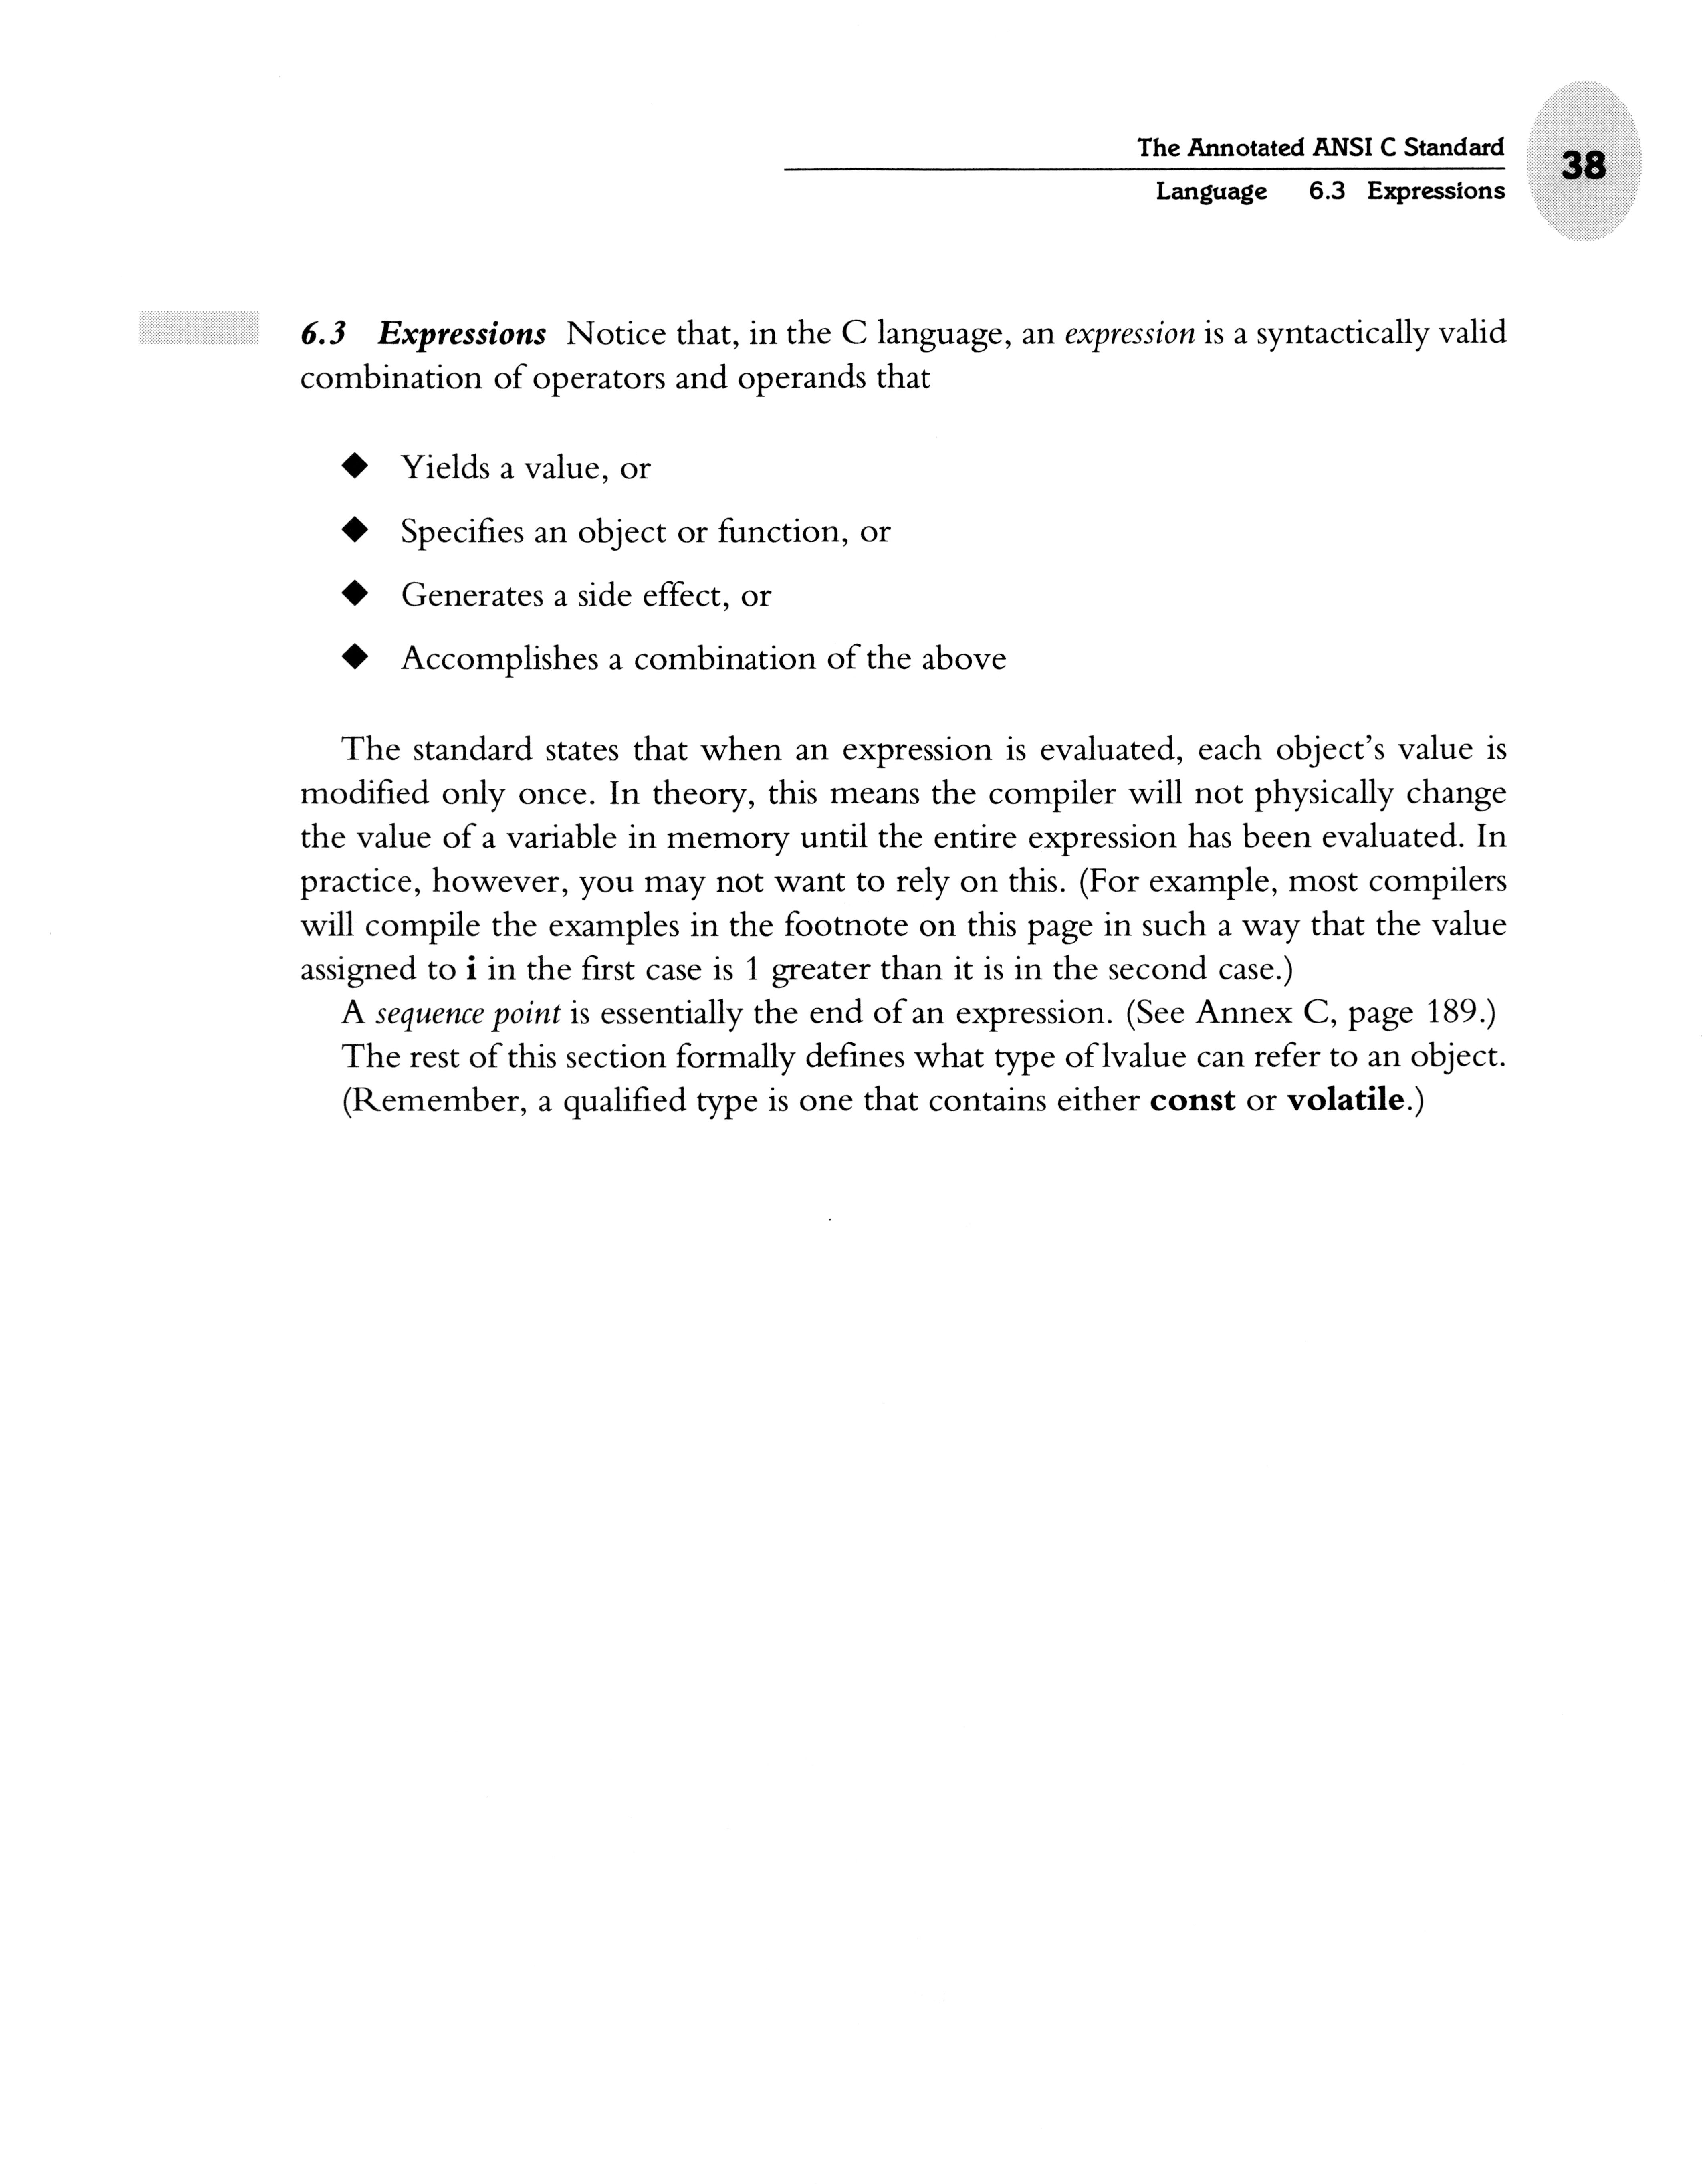 The Annotated ANSI C Standard
38
Language 6.3 Expressions
6.3 Expressions Notice that, in the C language, an expression is a syntactically valid
combination of operators and operands that
◆ Yields a value, or
◆ Specifies an object or function, or
◆ Generates a side effect, or
◆ Accomplishes a combination of the above
The standard states that when an expression is evaluated, each object's value is
modified only once. In theory, this means the compiler will not physically change
the value of a variable in memory until the entire expression has been evaluated. In
practice, however, you may not want to rely on this. (For example, most compilers
will compile the examples in the footnote on this page in such a way that the value
assigned to i in the first case is 1 greater than it is in the second case.)
A sequence point is essentially the end of an expression. (See Annex C, page 189.)
The rest of this section formally defines what type of lvalue can refer to an object.
(Remember, a qualified type is one that contains either const or volatile.)